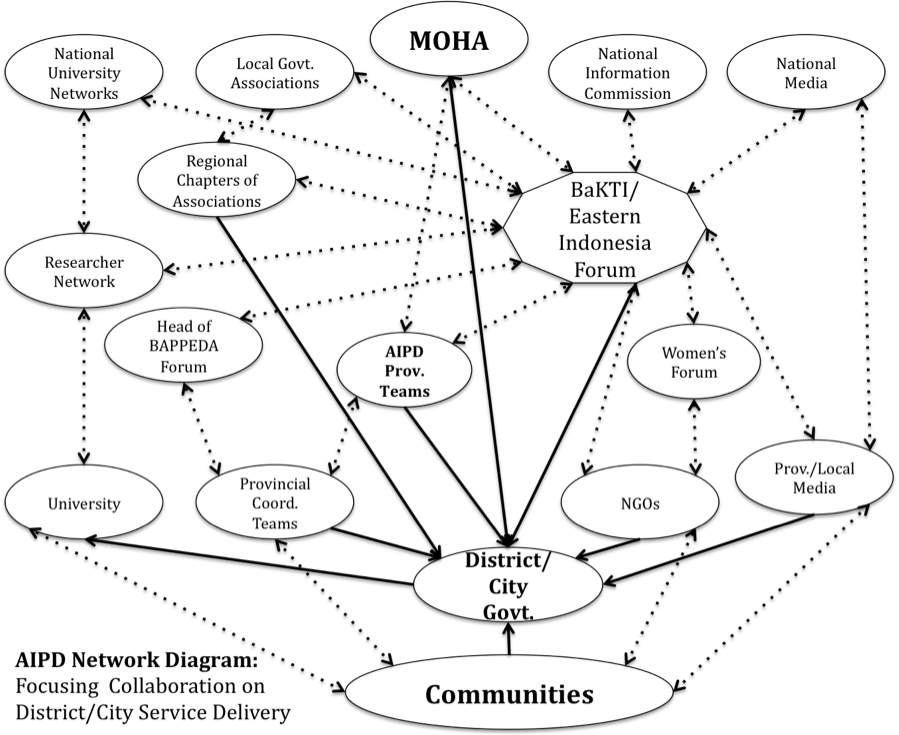 MOHA
National
University
Networks
Local Govt.
Associations
National
Information
Commission
National
Media
Regional
Chapters of
Associations
BaKTI/
Eastern
Indonesia
Forum
Researcher
Network
Head of
BAPPEDA
Forum
AIPD
Prov.
Teams
Women's
Forum
University
Provincial
Coord.
Teams
NGOs
Prov./Local
Media
District/
City
Govt.
Communities
AIPD Network Diagram:
Focusing Collaboration on
District/City Service Delivery